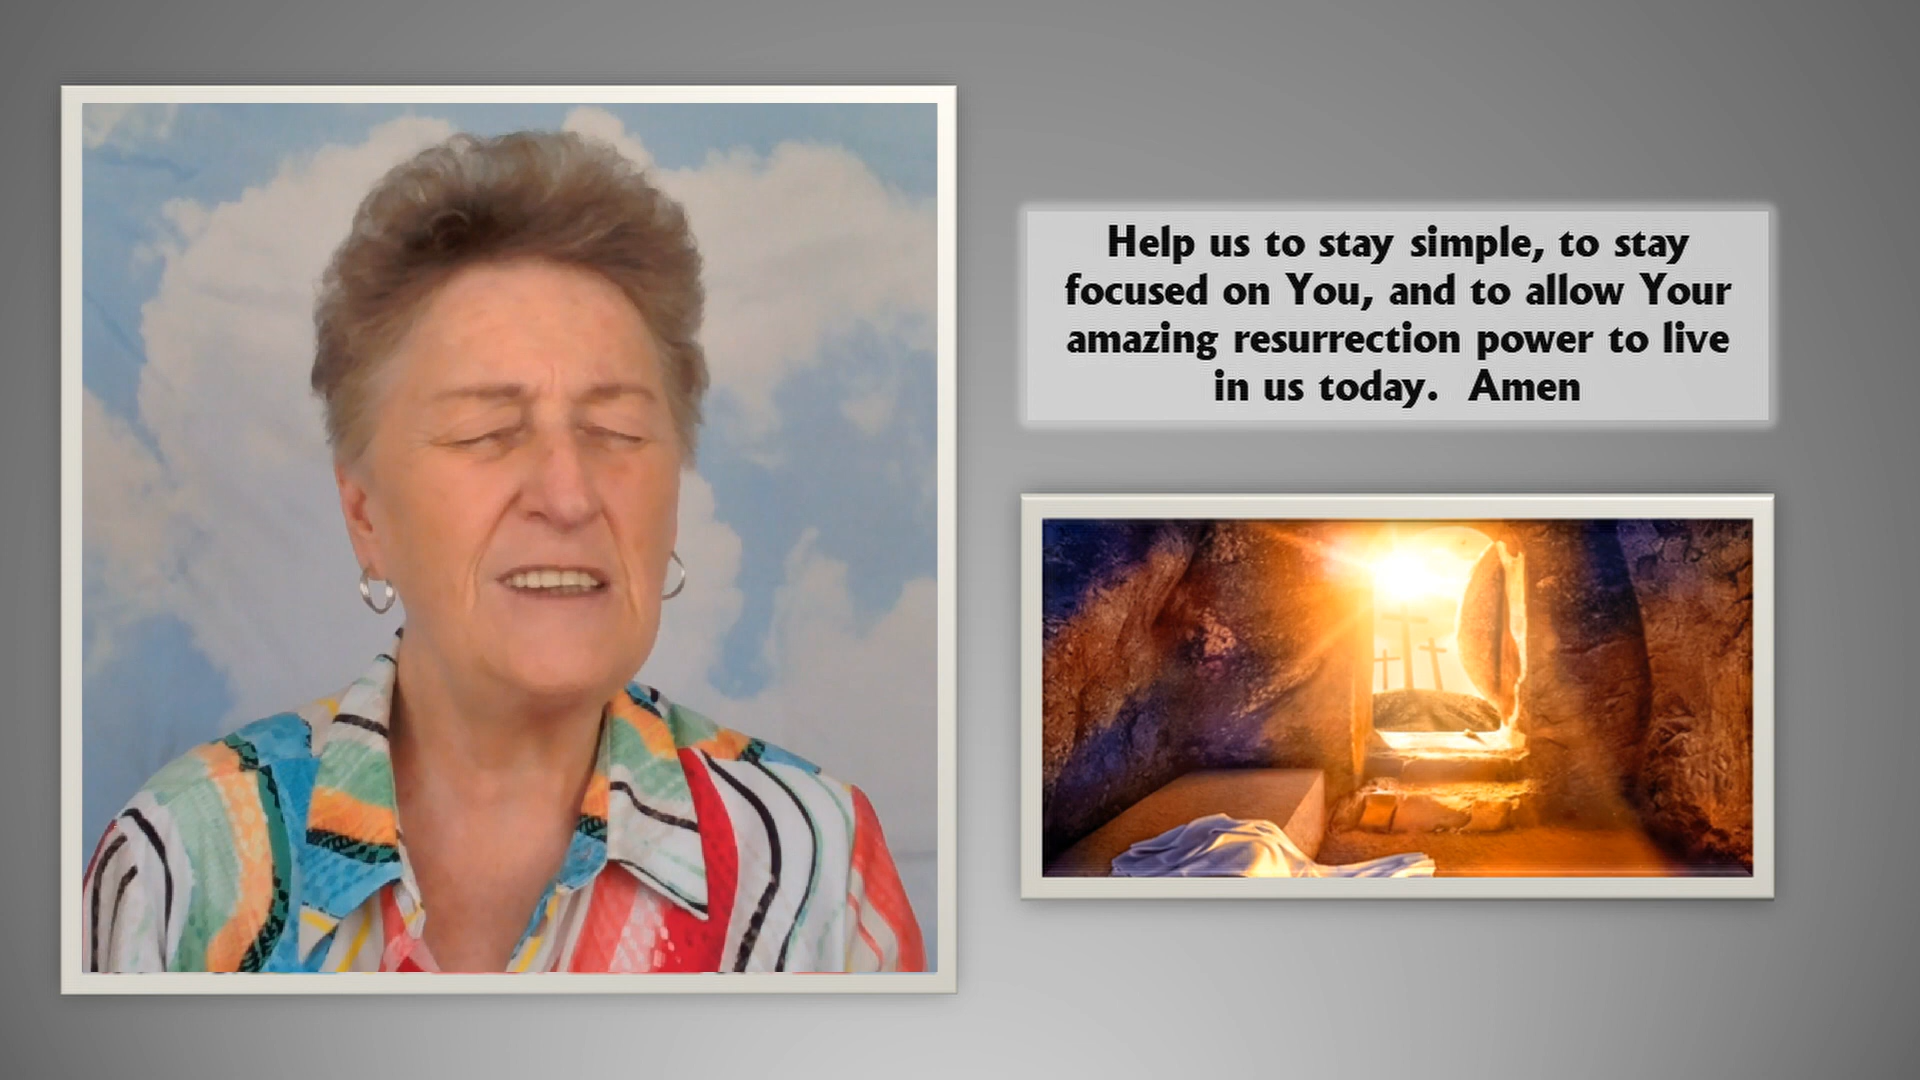 Help us to stay simple, to stay
focused on You, and to allow Your
amazing resurrection power to live
in us today.  Amen